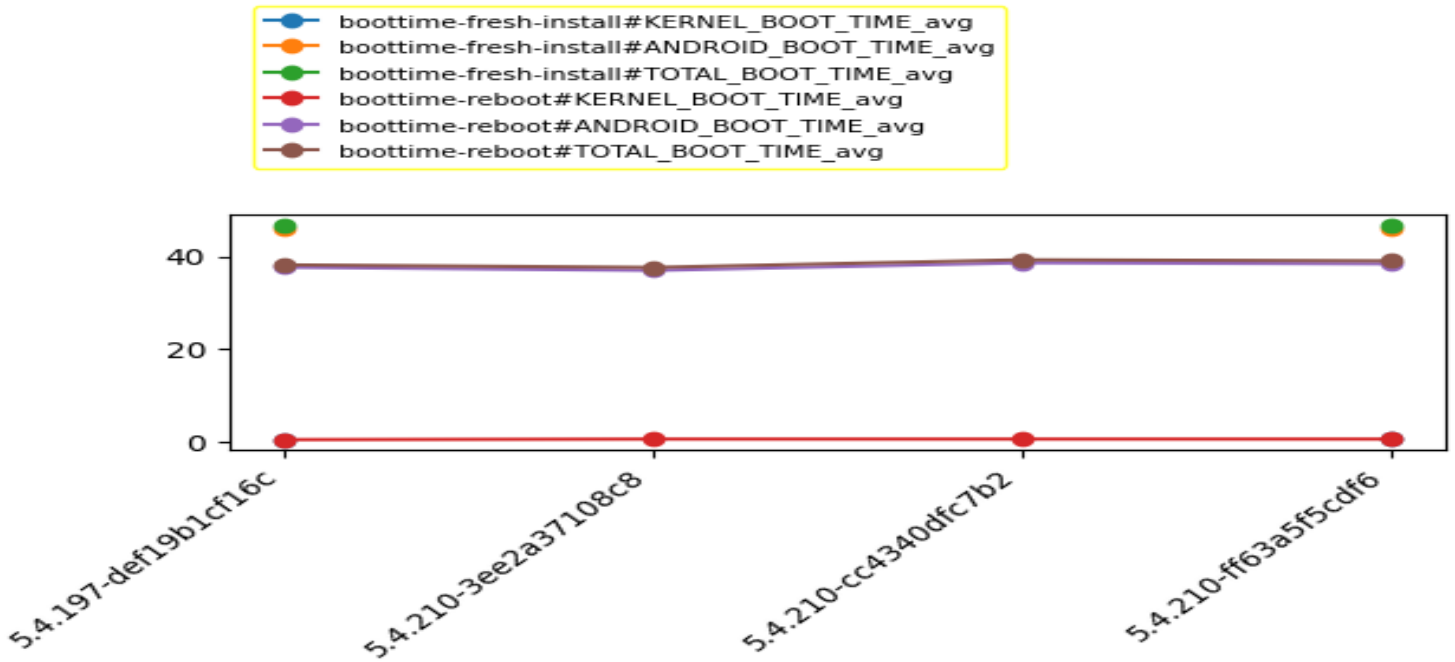 boottime-fresh-install#KERNEL_BOOT_TIME_avg
boottime-fresh-install#ANDROID_BOOT_TIME_avg
boottime-fresh-install#TOTAL_BOOT_TIME_avg
boottime-reboot#KERNEL_BOOT_TIME_avg
boottime-reboot#ANDROID_BOOT_TIME_avg
boottime-reboot#TOTAL_BOOT_TIME_avg
40
20
0
5.4.197-def19b1cf16c
5.4.210-3ee2a37108c8
5.4.210-cc4340dfc7b2
5.4.210-ff63a5f5cdf6